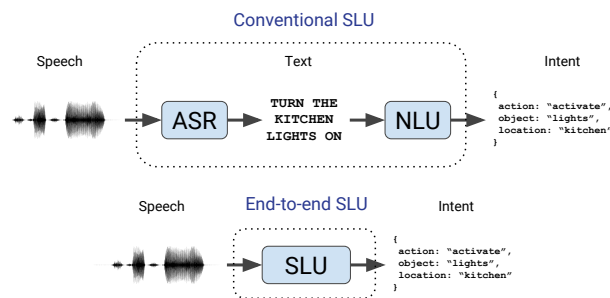 Conventional SLU
Speech
Text
Intent
ASR
TURN THE
KITCHEN
LIGHTS ON
NLU
{
action: “activate”,
object: “lights”,
location: “kitchen”
}
Speech
End-to-end SLU
Intent
SLU
{
action: “activate”,
object: “lights”,
location: “kitchen”
}